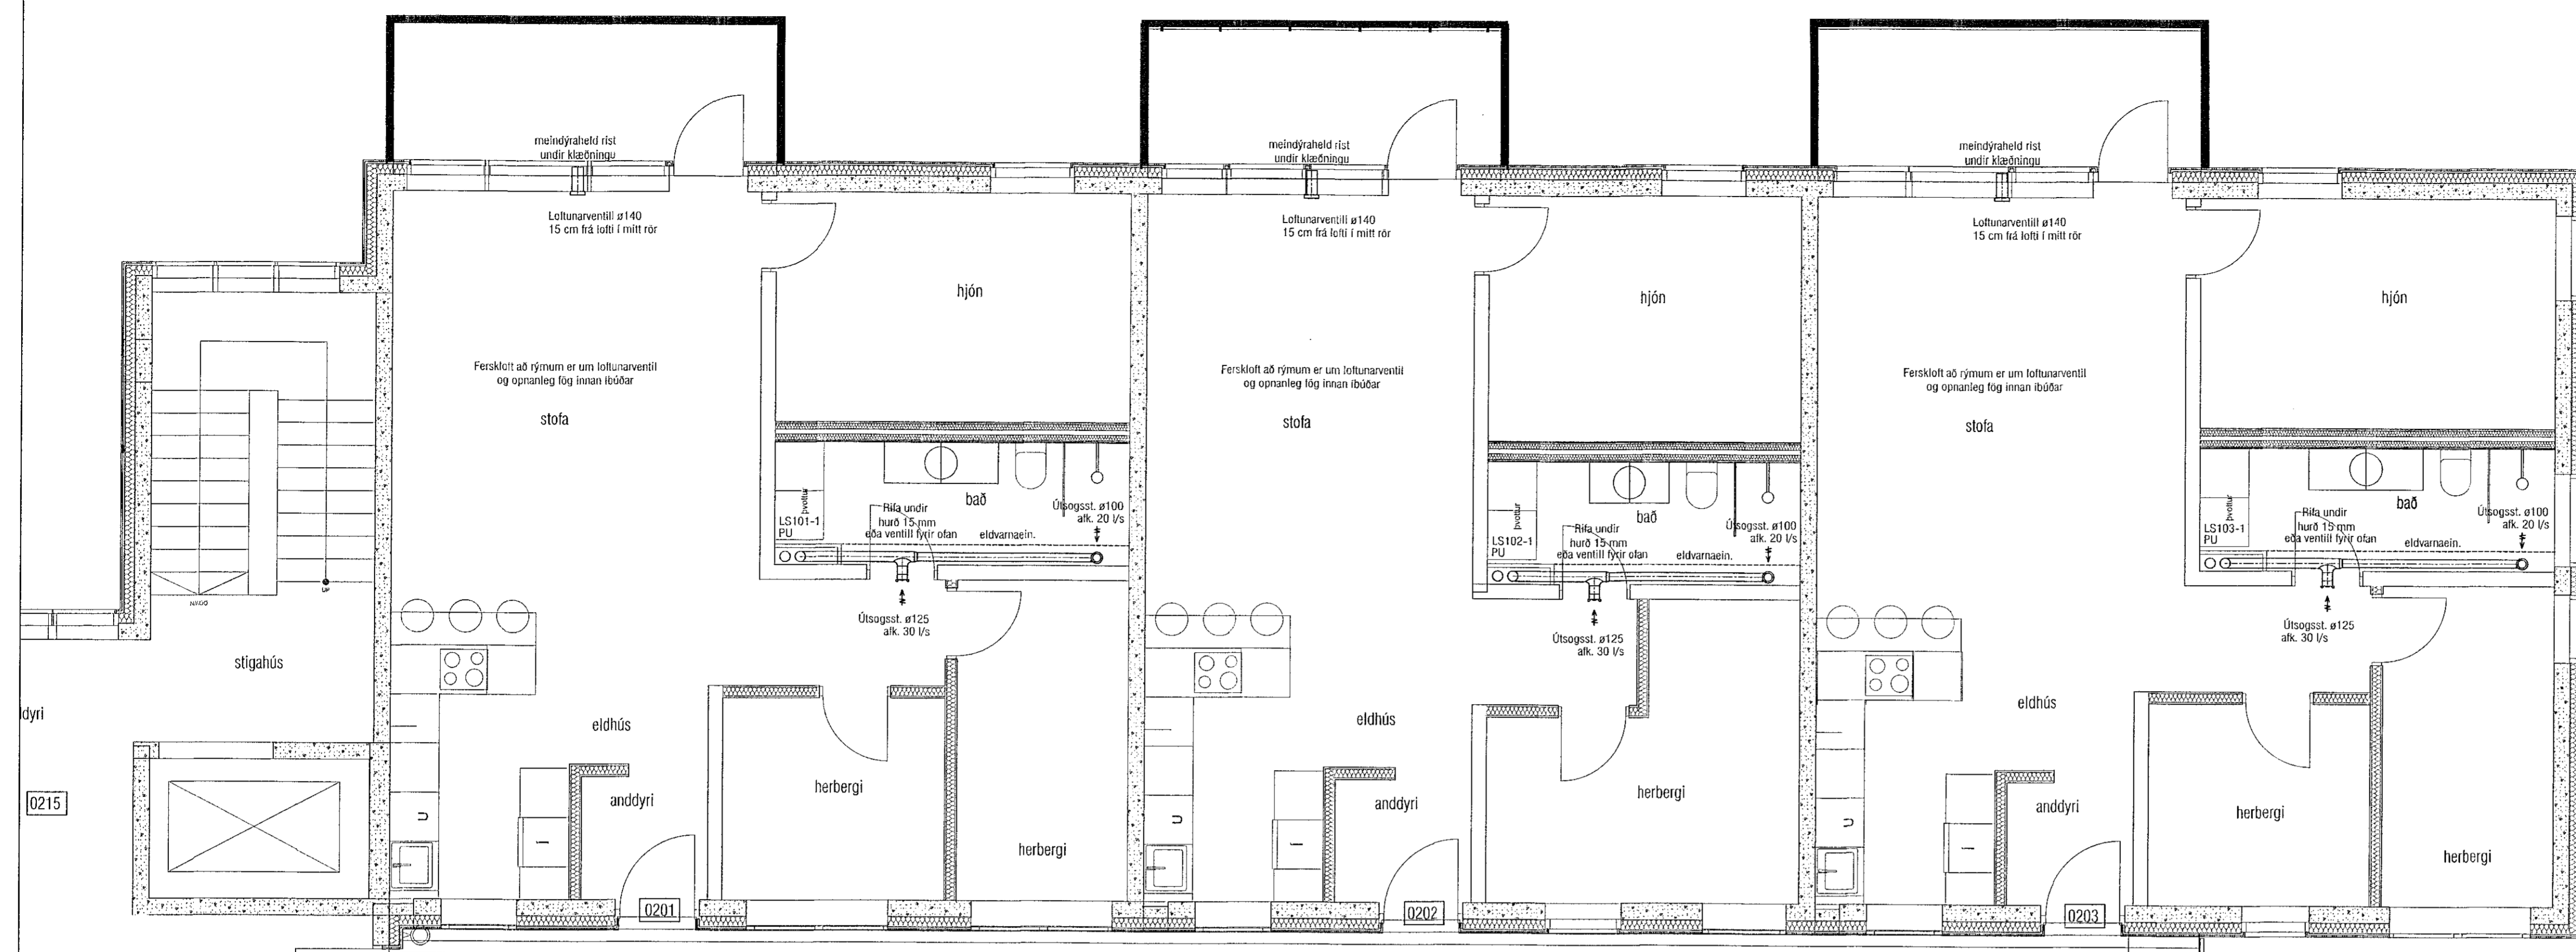 meindýraheld rist
undir klæðningu
Loftunarventill ø140
15 cm frá lofti í mitt rör
hjón
Ferskloft að rýmum er um loftunarventil
og opnanleg fög innan íbúðar
stofa
þvottur
LS101-1
PU
Rifa undir
hurð 15 mm
eða ventill fyrir ofan
bað
eldvarnaein.
Útsogsst. ø100
afk. 20 l/s
Útsogsst. ø125
afk. 30 l/s
eldhús
anddyri
herbergi
herbergi
0201
DOWN
UP
stigahús
ddyri
0215
meindýraheld rist
undir klæðningu
Loftunarventill ø140
15 cm frá lofti í mitt rör
hjón
Ferskloft að rýmum er um loftunarventil
og opnanleg fög innan íbúðar
stofa
þvottur
LS102-1
PU
Rifa undir
hurð 15 mm
eða ventill fyrir ofan
bað
eldvarnaein.
Útsogsst. ø100
afk. 20 l/s
Útsogsst. ø125
afk. 30 l/s
eldhús
anddyri
herbergi
0202
meindýraheld rist
undir klæðningu
Loftunarventill ø140
15 cm frá lofti í mitt rör
hjón
Ferskloft að rýmum er um loftunarventil
og opnanleg fög innan íbúðar
stofa
þvottur
LS103-1
PU
Rifa undir
hurð 15 mm
eða ventill fyrir ofan
bað
eldvarnaein.
Útsogsst. ø100
afk. 20 l/s
Útsogsst. ø125
afk. 30 l/s
eldhús
anddyri
herbergi
herbergi
0203
U
U
U